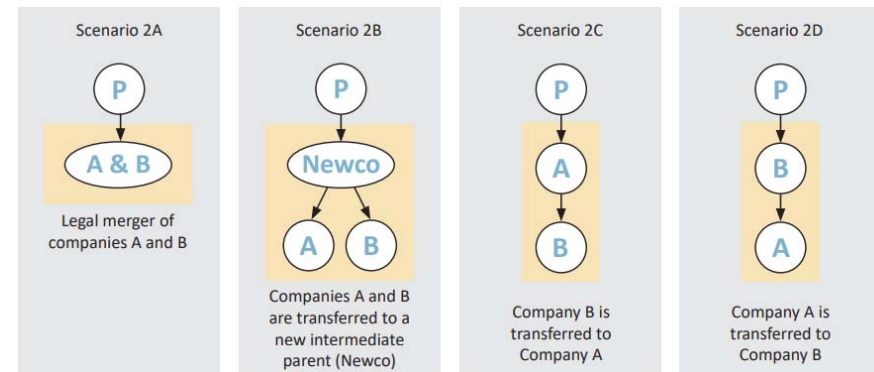 Scenario 2A
P
A & B
Legal merger of
companies A and B
Scenario 2B
P
Newco
A
B
Companies A and B
are transferred to a
new intermediate
parent (Newco)
Scenario 2C
P
A
B
Company B is
transferred to
Company A
Scenario 2D
P
B
A
Company A is
transferred to
Company B